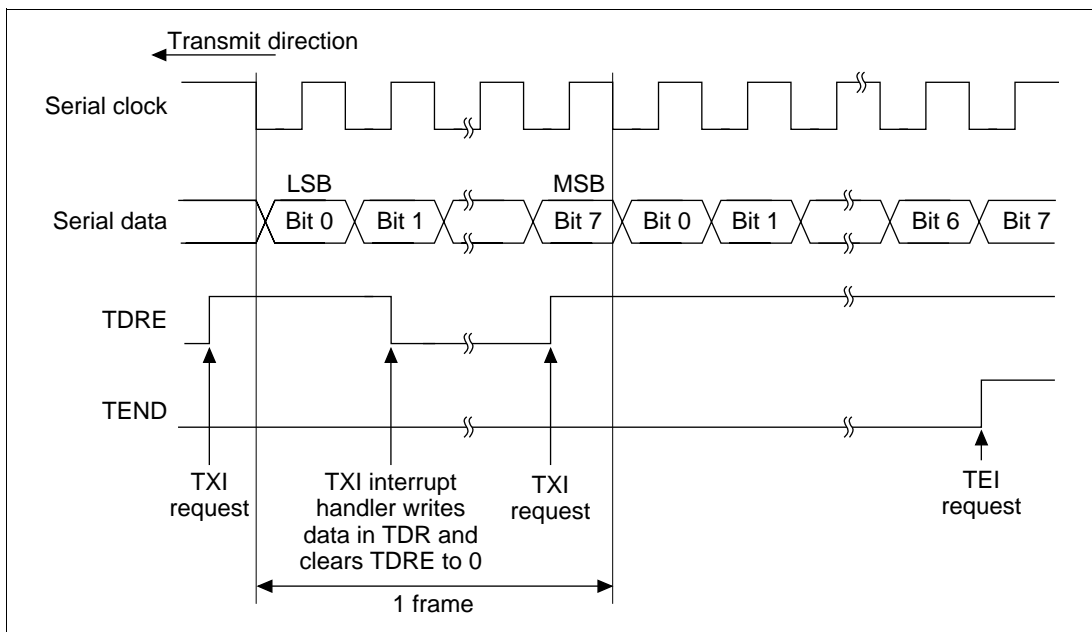 Transmit direction
Serial clock
LSB
MSB
Serial data
Bit 0
Bit 1
Bit 7
Bit 0
Bit 1
Bit 6
Bit 7
TDRE
TEND
TXI
request
TXI interrupt
handler writes
data in TDR and
clears TDRE to 0
TXI
request
TEI
request
1 frame